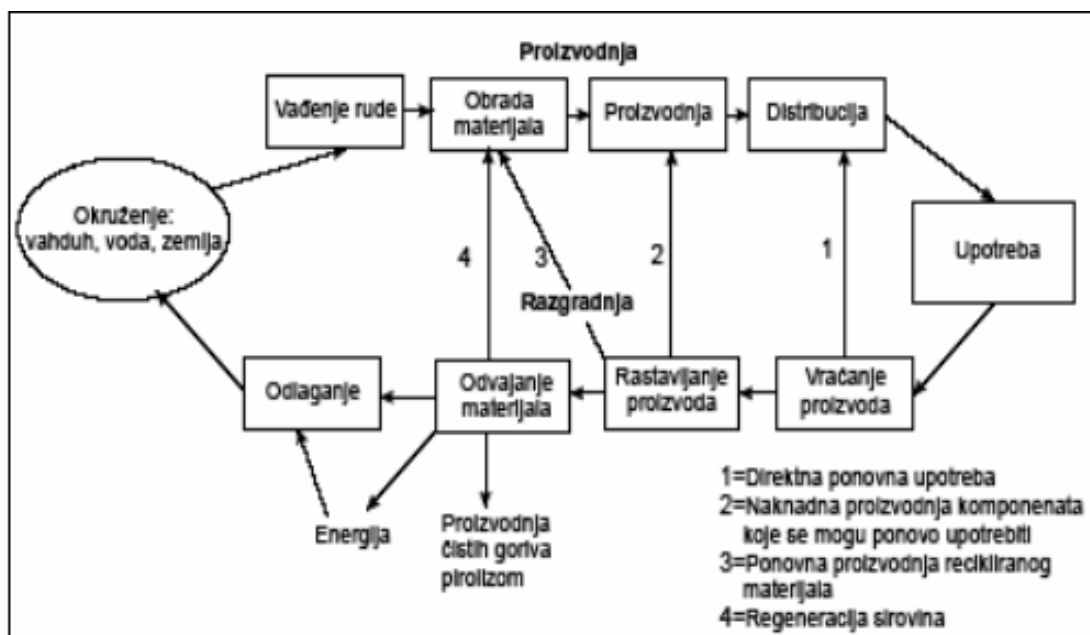 Proizvodnja
Vađenje rude
Obrada
materijala
Proizvodnja
Distribucija
Okruženje:
vahduh, voda, zemlja
Upotreba
4
3
2
1
Razgradnja
Odlaganje
Odvajanje
materijala
Rastavljanje
proizvoda
Vraćanje
proizvoda
Energija
Proizvodnja
čistih goriva
pirolizom
1=Direktna ponovna upotreba
2=Naknadna proizvodnja komponenata
koje se mogu ponovo upotrebiti
3=Ponovna proizvodnja recikliranog
materijala
4=Regeneracija sirovina